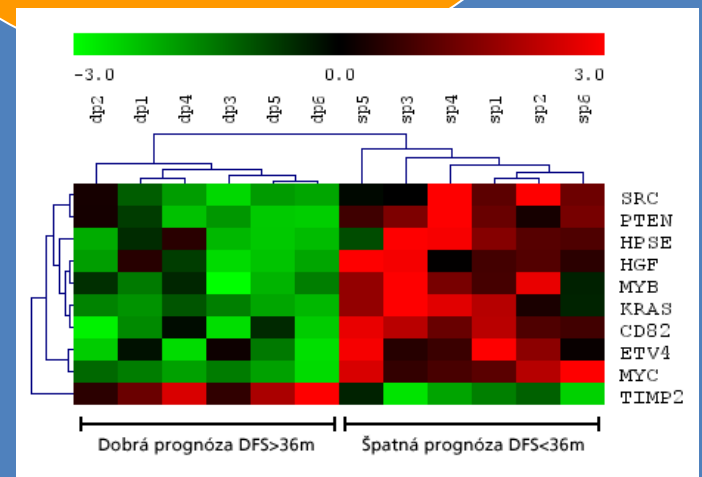 -3.0 0.0 3.0
dp2 dp1 dp4 dp3 dp5 dp6 sp5 sp3 sp4 sp1 sp2 sp6
SRC
PTEN
HPSE
HGF
MYB
KRAS
CD82
ETV4
MYC
TIMP2
Dobrá prognóza DFS>36m Špatná prognóza DFS<36m